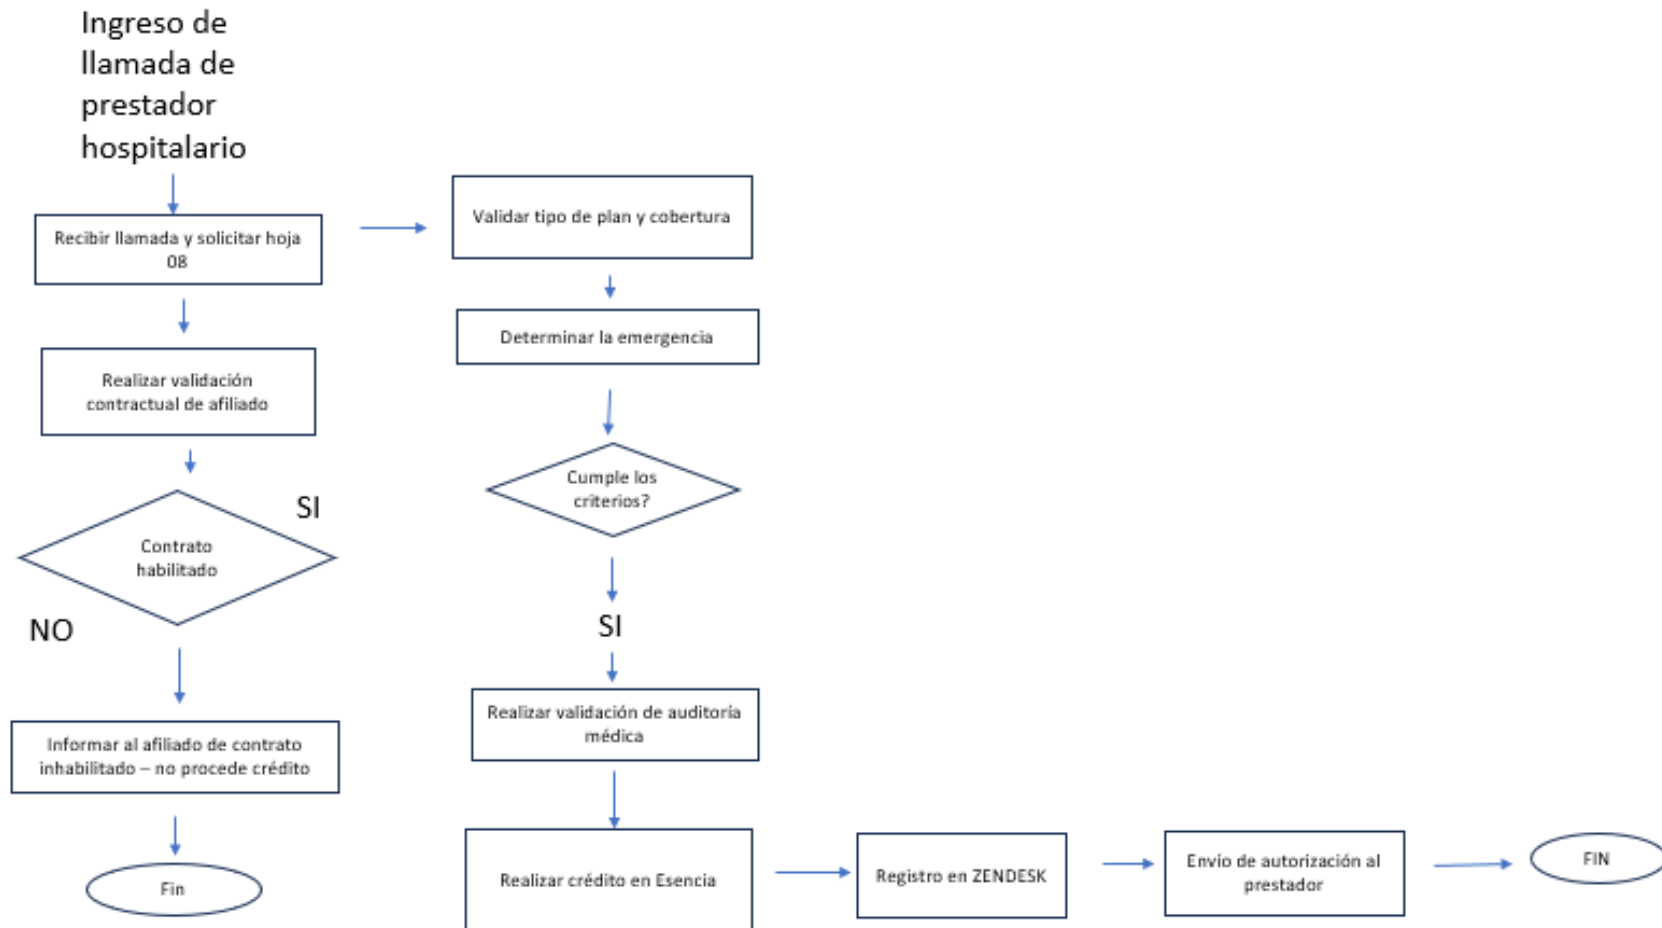 Ingreso de
llamada de
prestador
hospitalario
Recibir llamada y solicitar hoja
08
Realizar validación
contractual de afiliado
SI
Contrato
habilitado
NO
Informar al afiliado de contrato
inhabilitado – no procede crédito
Fin
Validar tipo de plan y cobertura
Determinar la emergencia
Cumple los
criterios?
SI
Realizar validación de auditoría
médica
Realizar crédito en Esencia
Registro en ZENDESK
Envio de autorización al
prestador
FIN